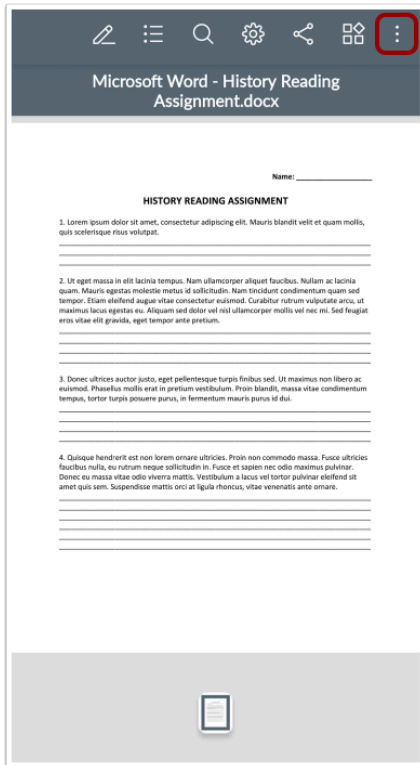 Microsoft Word - History Reading
Assignment.docx
Name: ____________________
HISTORY READING ASSIGNMENT
1. Lorem ipsum dolor sit amet, consectetur adipiscing elit. Mauris blandit velit et quam mollis,
quis scelerisque risus volutpat.
2. Ut eget massa in elit lacinia tempus. Nam ullamcorper aliquet faucibus. Nullam ac lacinia
quam. Mauris egestas molestie metus id sollicitudin. Nam tincidunt condimentum quam sed
tempor. Etiam eleifend augue vitae consectetur euismod. Curabitur rutrum vulputate arcu, ut
maximus lacus egestas eu. Aliquam sed dolor vel nisl ullamcorper mollis vel nec mi. Sed feugiat
eros vitae elit gravida, eget tempor ante pretium.
3. Donec ultrices auctor justo, eget pellentesque turpis finibus sed. Ut maximus non libero ac
euismod. Phasellus mollis erat in pretium vestibulum. Proin blandit, massa vitae condimentum
tempus, tortor turpis posuere purus, in fermentum mauris purus id dui.
4. Quisque hendrerit est non lorem ornare ultricies. Proin non commodo massa. Fusce ultricies
faucibus nulla, eu rutrum neque sollicitudin in. Fusce et sapien nec odio maximus pulvinar.
Donec eu massa vitae odio viverra mattis. Vestibulum a lacus vel tortor pulvinar eleifend sit
amet quis sem. Suspendisse mattis orci at ligula rhoncus, vitae venenatis ante ornare.